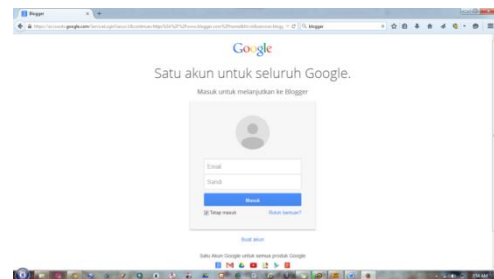 Blogger
blogger
Google
Satu akun untuk seluruh Google.
Masuk untuk melanjutkan ke Blogger
Email
Sandi
Masuk
Tetap masuk
Butuh bantuan?
Buat akun
Satu Akun Google untuk semua produk Google